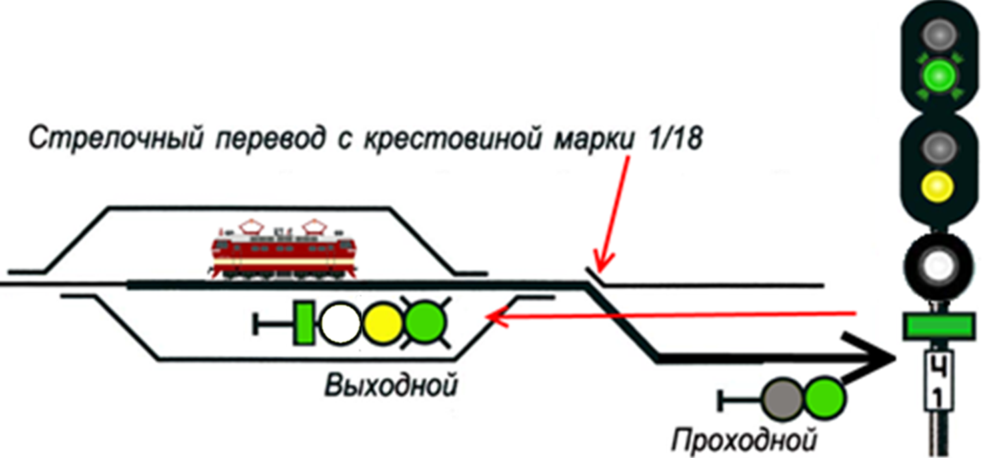 Стрелочный перевод с крестовиной марки 1/18
Выходной
Проходной
Ч
1